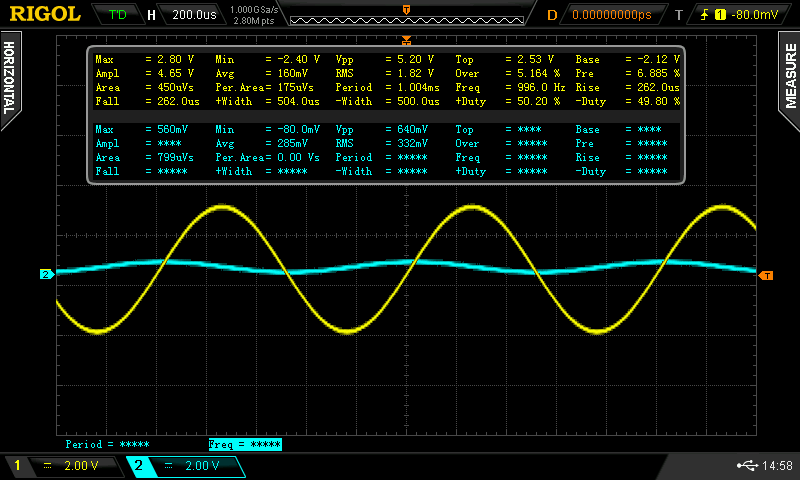 RIGOL T'D H 200.0us 1.000GSa/s 2.80M pts T D 0.00000000ps T 1 -80.0mV
HORIZONTAL
MEASURE
T
Max = 2.80 V Min = -2.40 V Vpp = 5.20 V Top = 2.53 V Base = -2.12 V
Ampl = 4.65 V Avg = 160mV RMS = 1.82 V Over = 5.164 % Pre = 6.885 %
Area = 450uVs Per.Area= 175uVs Period = 1.004ms Freq = 996.0 Hz Rise = 262.0us
Fall = 262.0us +Width = 504.0us -Width = 500.0us +Duty = 50.20 % -Duty = 49.80 %
Max = 560mV Min = -80.0mV Vpp = 640mV Top = **** Base = ****
Ampl = **** Avg = 285mV RMS = 332mV Over = ***** Pre = *****
Area = 799uVs Per.Area= 0.00 Vs Period = ***** Freq = ***** Rise = *****
Fall = ***** +Width = ***** -Width = ***** +Duty = ***** -Duty = *****
2 T
Period = ***** Freq = *****
1 2.00 V 2 2.00 V 14:58